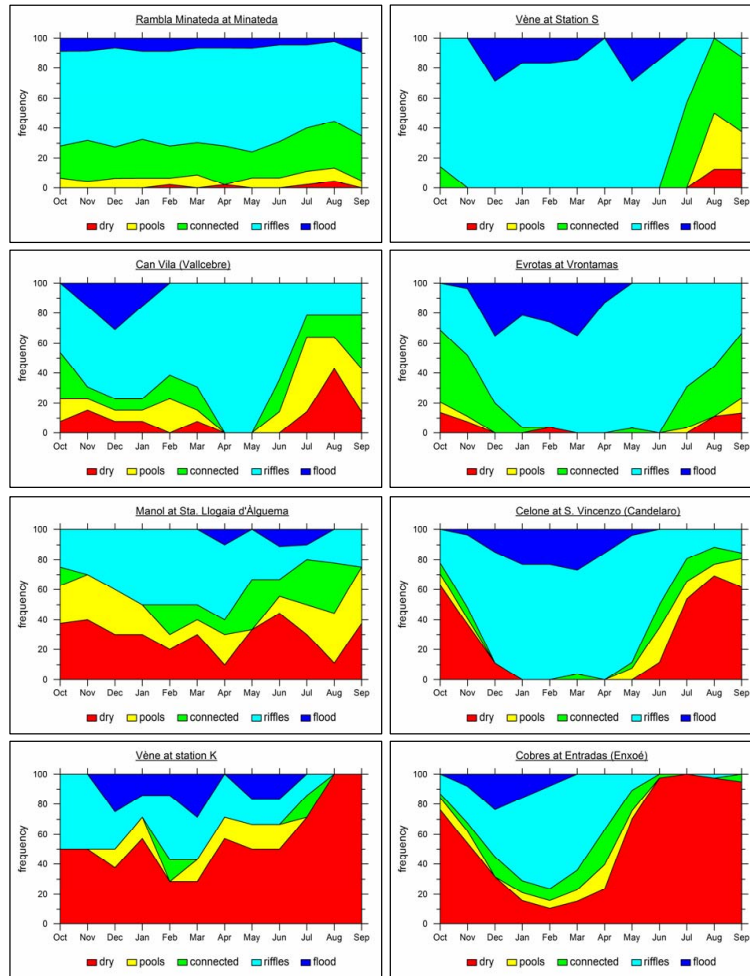 Rambla Minateda at Minateda
100
80
60
40
20
0
frequency
Oct Nov Dec Jan Feb Mar Apr May Jun Jul Aug Sep
dry pools connected riffles flood
Vène at Station S
100
80
60
40
20
0
frequency
Oct Nov Dec Jan Feb Mar Apr May Jun Jul Aug Sep
dry pools connected riffles flood
Can Vila (Vallcebre)
100
80
60
40
20
0
frequency
Oct Nov Dec Jan Feb Mar Apr May Jun Jul Aug Sep
dry pools connected riffles flood
Evrotas at Vrontamas
100
80
60
40
20
0
frequency
Oct Nov Dec Jan Feb Mar Apr May Jun Jul Aug Sep
dry pools connected riffles flood
Manol at Sta. Llogaia d'Àlguema
100
80
60
40
20
0
frequency
Oct Nov Dec Jan Feb Mar Apr May Jun Jul Aug Sep
dry pools connected riffles flood
Celone at S. Vincenzo (Candelaro)
100
80
60
40
20
0
frequency
Oct Nov Dec Jan Feb Mar Apr May Jun Jul Aug Sep
dry pools connected riffles flood
Vène at station K
100
80
60
40
20
0
frequency
Oct Nov Dec Jan Feb Mar Apr May Jun Jul Aug Sep
dry pools connected riffles flood
Cobres at Entradas (Enxoé)
100
80
60
40
20
0
frequency
Oct Nov Dec Jan Feb Mar Apr May Jun Jul Aug Sep
dry pools connected riffles flood